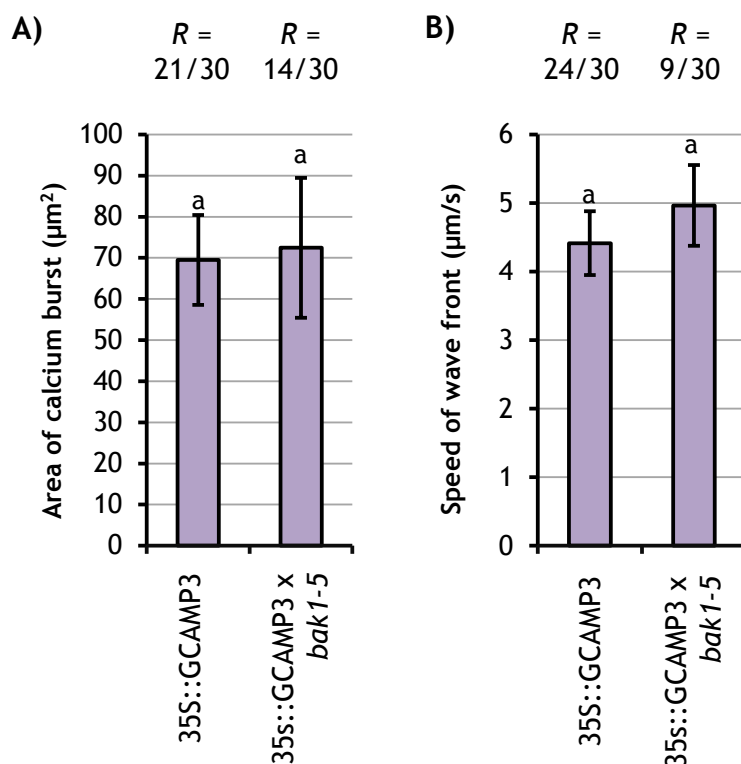 A)
R =
21/30
R =
14/30
Area of calcium burst (µm²)
100
90
80
70
60
50
40
30
20
10
0
a
a
35S::GCAMP3
35s::GCAMP3 x
bak1-5
B)
R =
24/30
R =
9/30
Speed of wave front (µm/s)
6
5
4
3
2
1
0
a
a
35S::GCAMP3
35s::GCAMP3 x
bak1-5